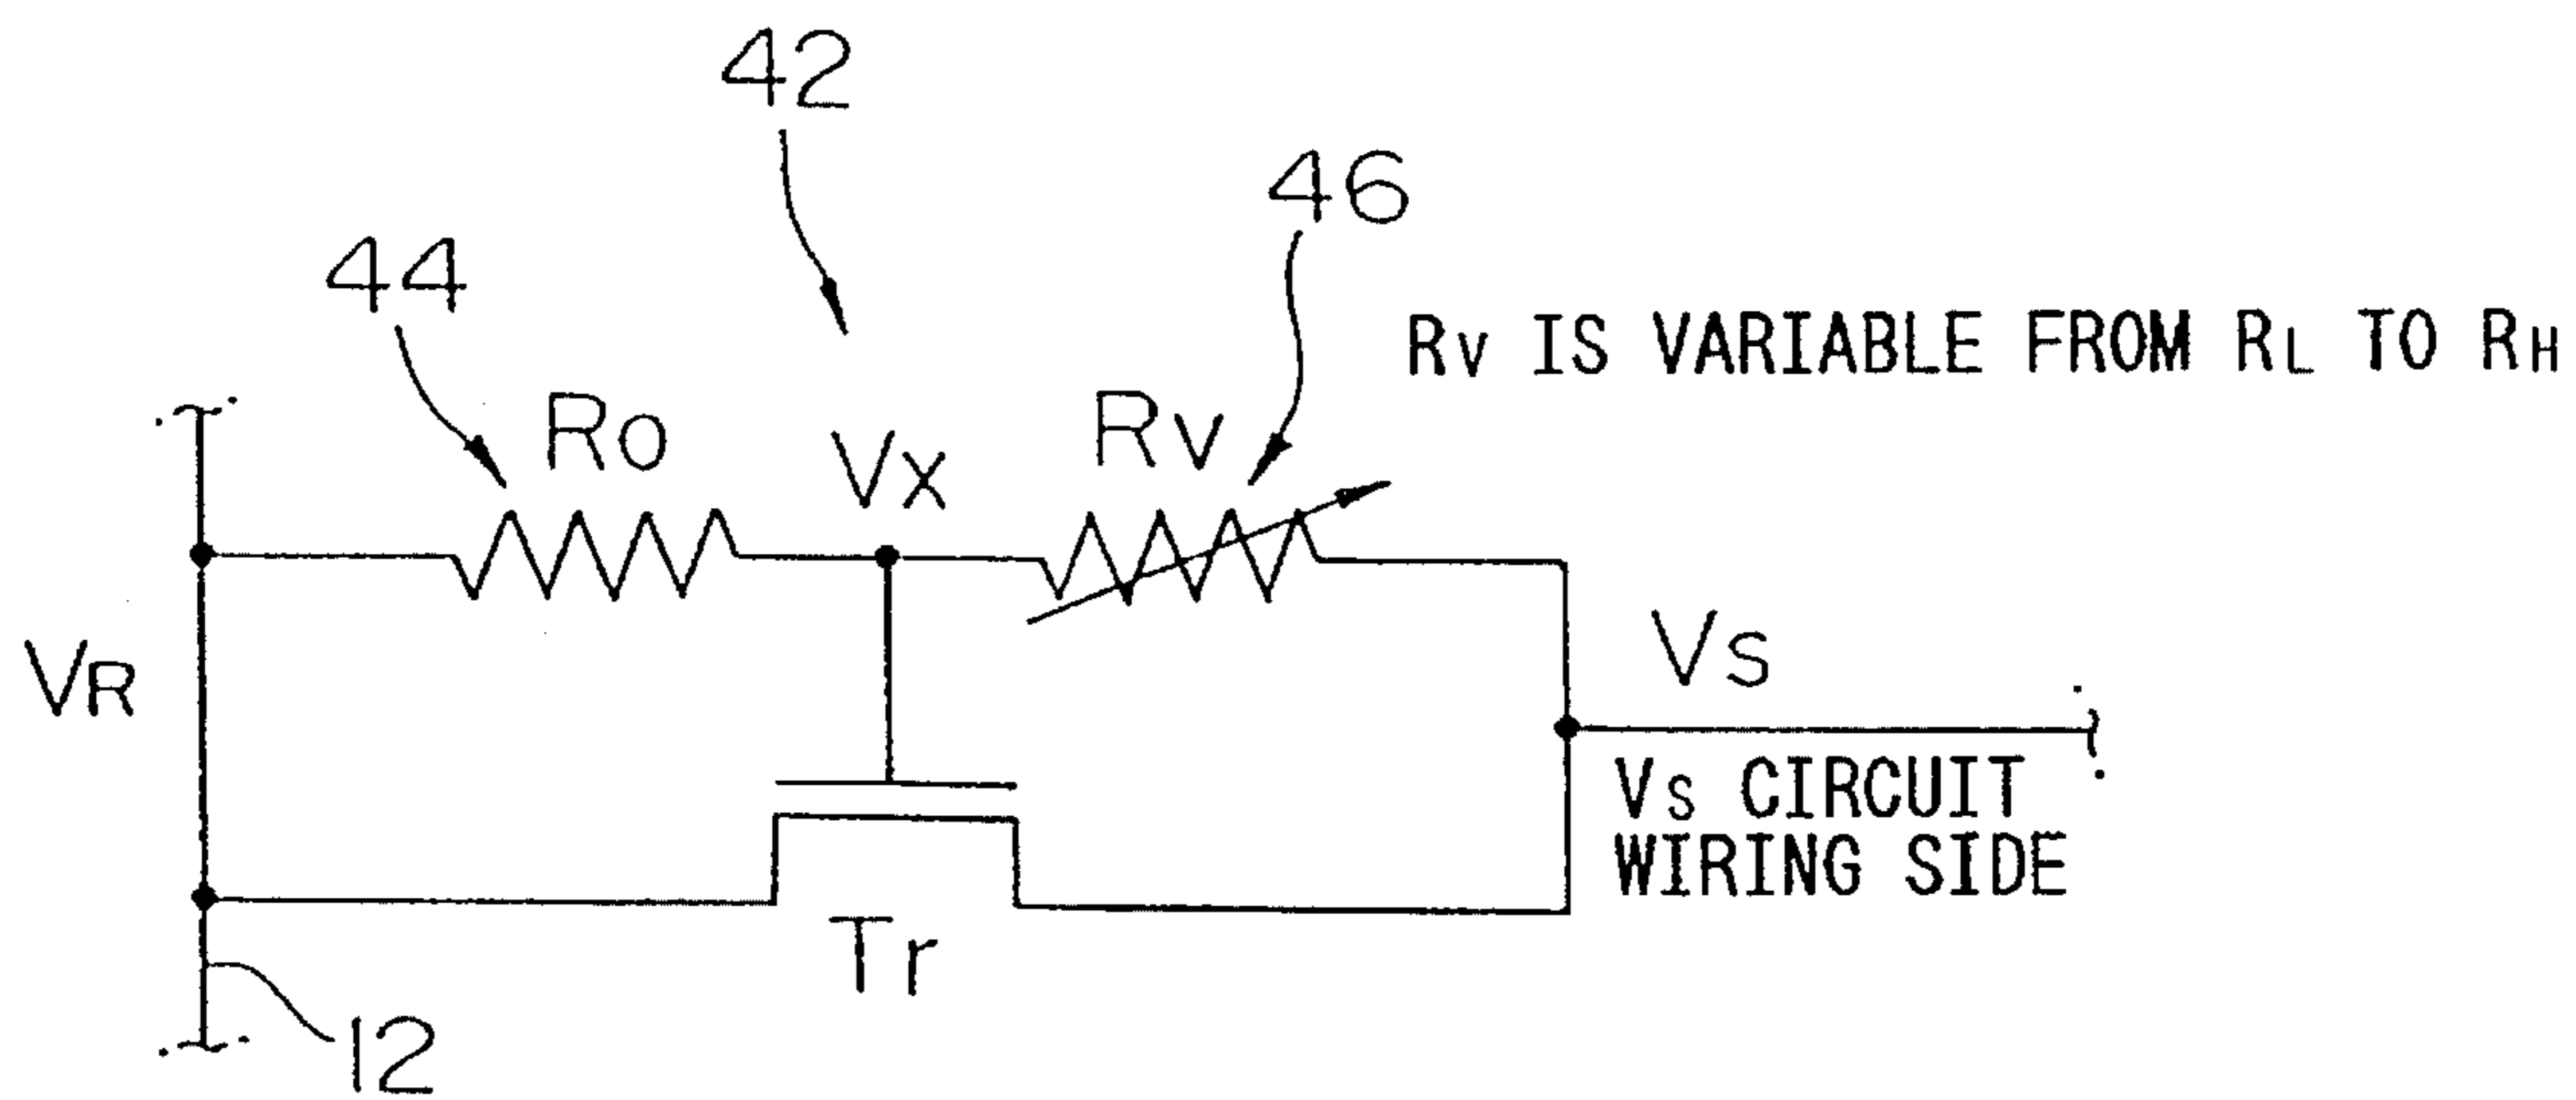 42
46
44
RV IS VARIABLE FROM RL TO RH
Ro
VX
RV
VR
VS
VS CIRCUIT
WIRING SIDE
Tr
12